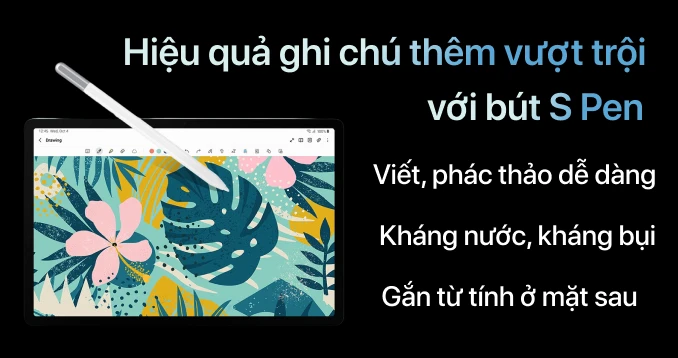 Hiệu quả ghi chú thêm vượt trội
với bút S Pen
Drawing
Viết, phác thảo dễ dàng
Kháng nước, kháng bụi
Gắn từ tính ở mặt sau